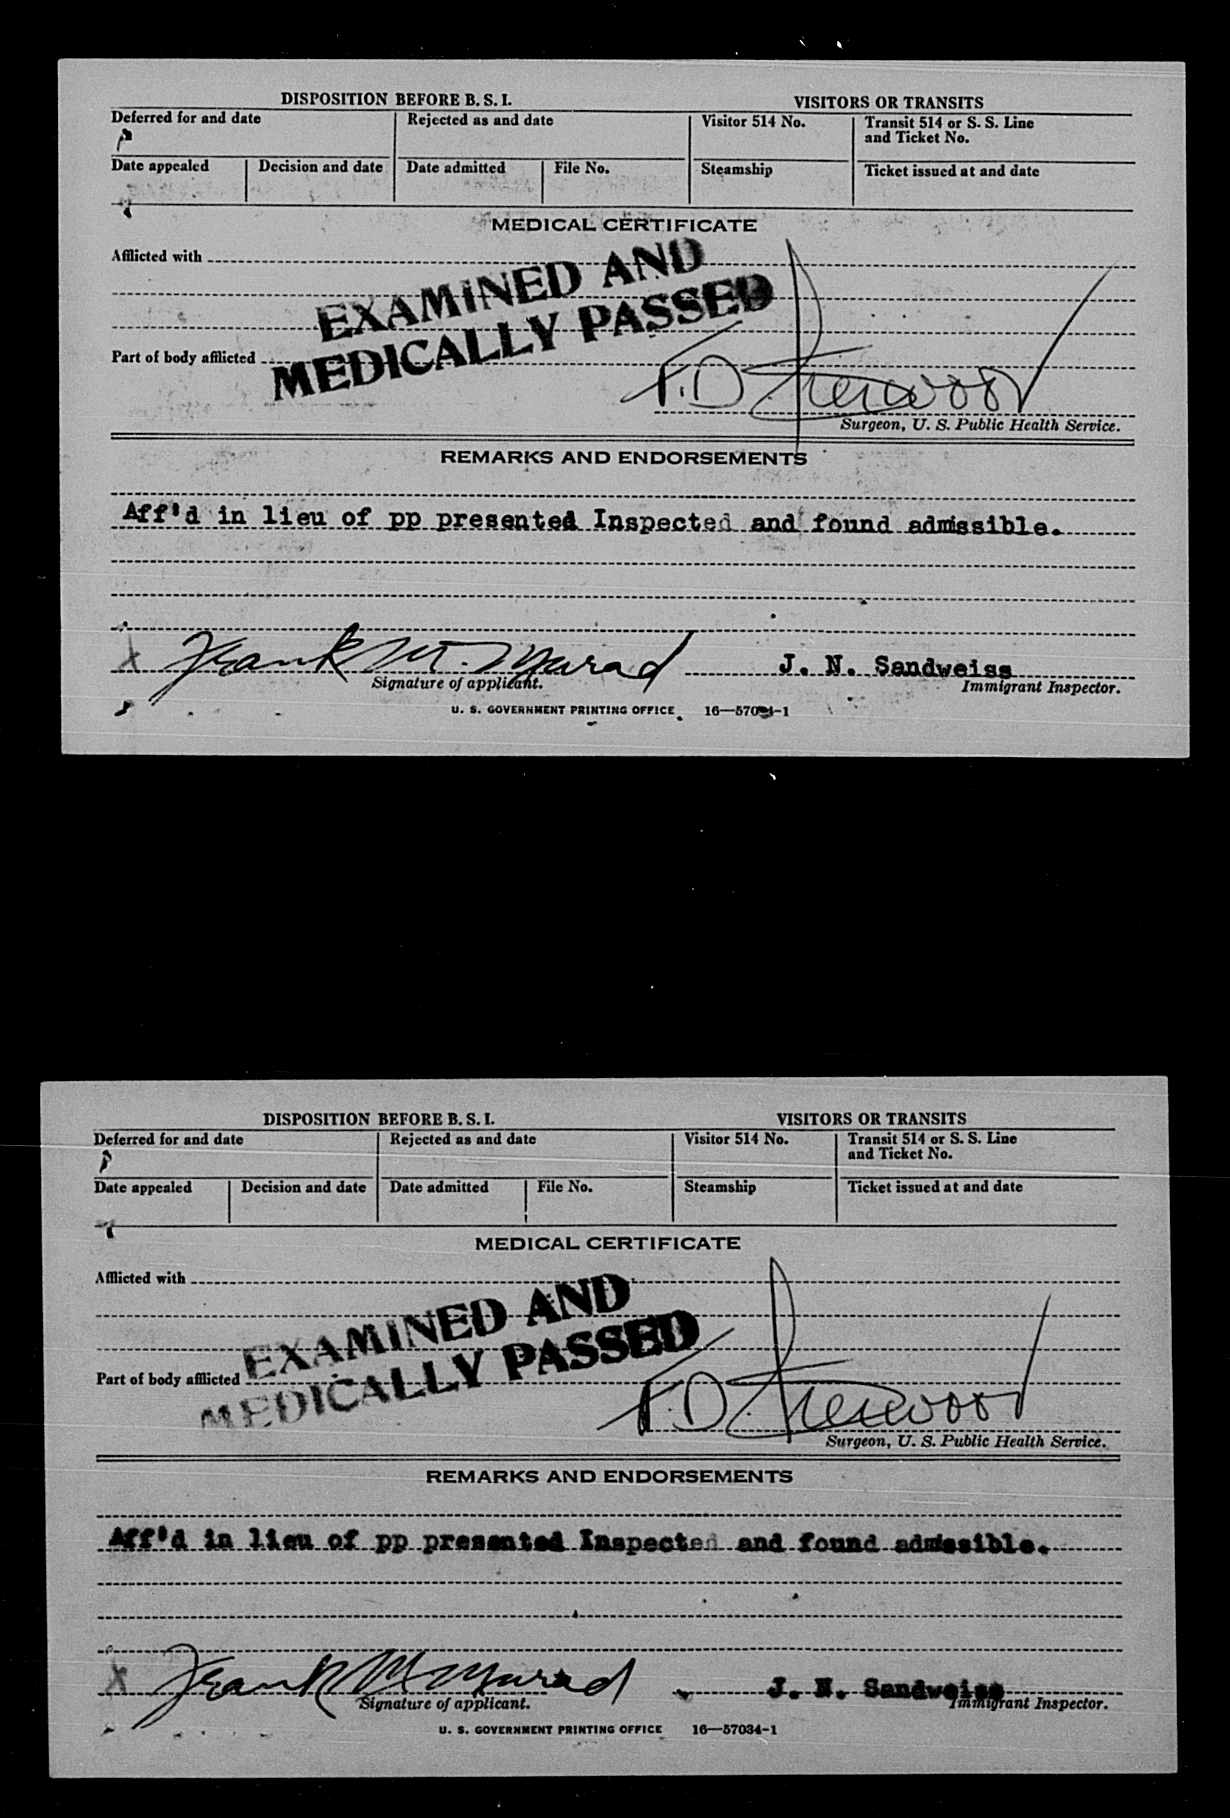 DISPOSITION BEFORE B. S. I.
VISITORS OR TRANSITS
Deferred for and date
Rejected as and date
Visitor 514 No.
Transit 514 or S. S. Line
and Ticket No.
Date appealed
Decision and date
Date admitted
File No.
Steamship
Ticket issued at and date
MEDICAL CERTIFICATE
Afflicted with
EXAMINED AND
MEDICALLY PASSED
Part of body afflicted
F. D.
Surgeon, U. S. Public Health Service.
REMARKS AND ENDORSEMENTS
Aff'd in lieu of pp presented Inspected and found admissible.
X Frank M. Murad
J. N. Sandweiss
Signature of applicant.
Immigrant Inspector.
U. S. GOVERNMENT PRINTING OFFICE 16—57034-1
DISPOSITION BEFORE B. S. I.
VISITORS OR TRANSITS
Deferred for and date
Rejected as and date
Visitor 514 No.
Transit 514 or S. S. Line
and Ticket No.
Date appealed
Decision and date
Date admitted
File No.
Steamship
Ticket issued at and date
MEDICAL CERTIFICATE
Afflicted with
EXAMINED AND
MEDICALLY PASSED
Part of body afflicted
F. D.
Surgeon, U. S. Public Health Service.
REMARKS AND ENDORSEMENTS
Aff'd in lieu of pp presented Inspected and found admissible.
X Frank M Murad
J. N. Sandweiss
Signature of applicant.
Immigrant Inspector.
U. S. GOVERNMENT PRINTING OFFICE 16—57034-1